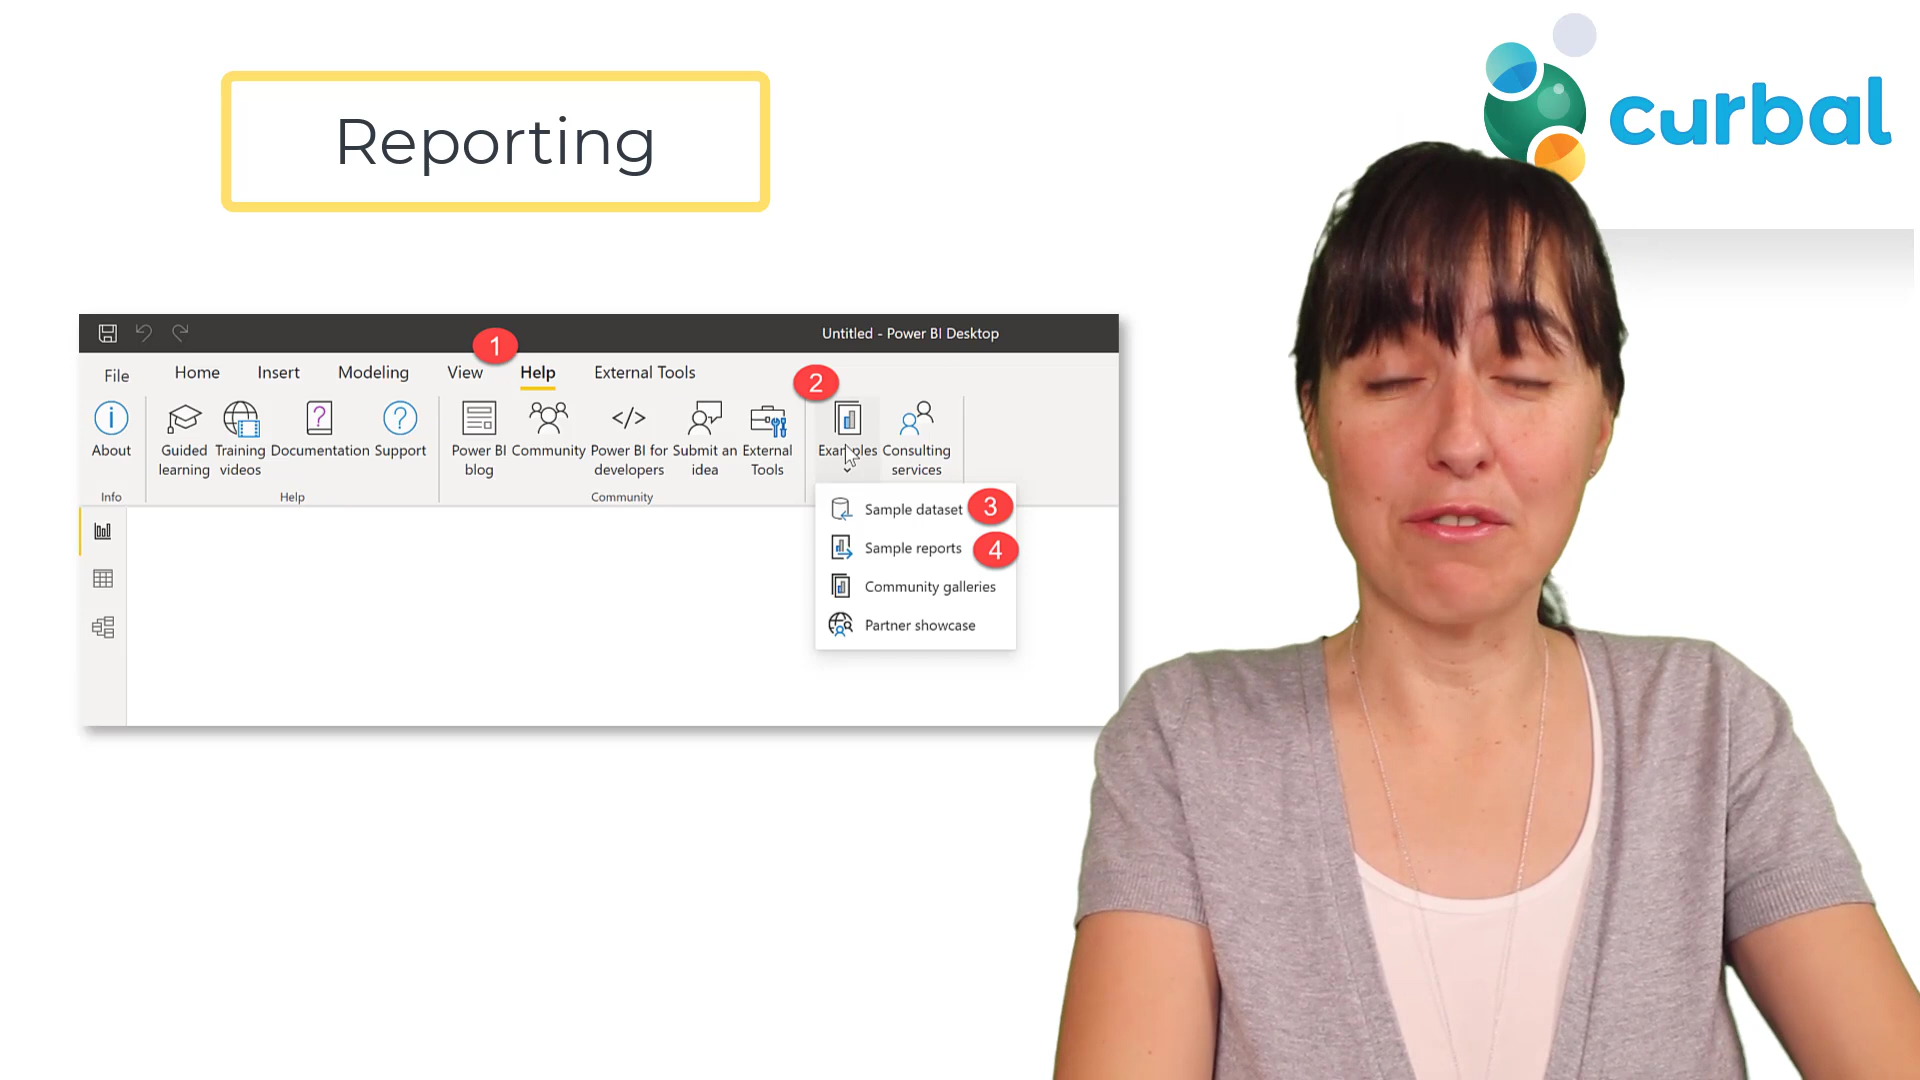 Reporting
curbal
Untitled - Power BI Desktop
1
File Home Insert Modeling View Help External Tools
2
About
Guided learning
Training videos
Documentation
Support
Power BI blog
Community
Power BI for developers
Submit an idea
External Tools
Examples
Consulting services
Info
Help
Community
Sample dataset 3
Sample reports 4
Community galleries
Partner showcase